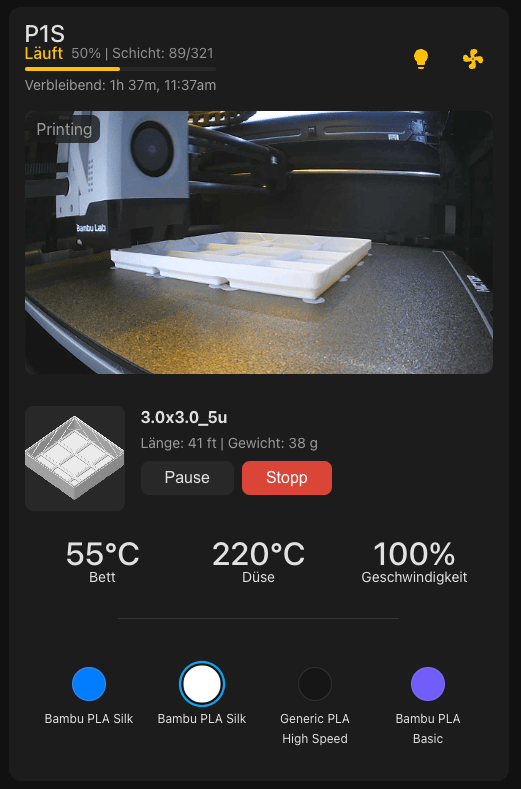 P1S
Läuft 50% | Schicht: 89/321
Verbleibend: 1h 37m, 11:37am
Printing
Bambu Lab
3.0x3.0_5u
Länge: 41 ft | Gewicht: 38 g
Pause Stopp
55°C 220°C 100%
Bett Düse Geschwindigkeit
Bambu PLA Silk Bambu PLA Silk Generic PLA High Speed Bambu PLA Basic